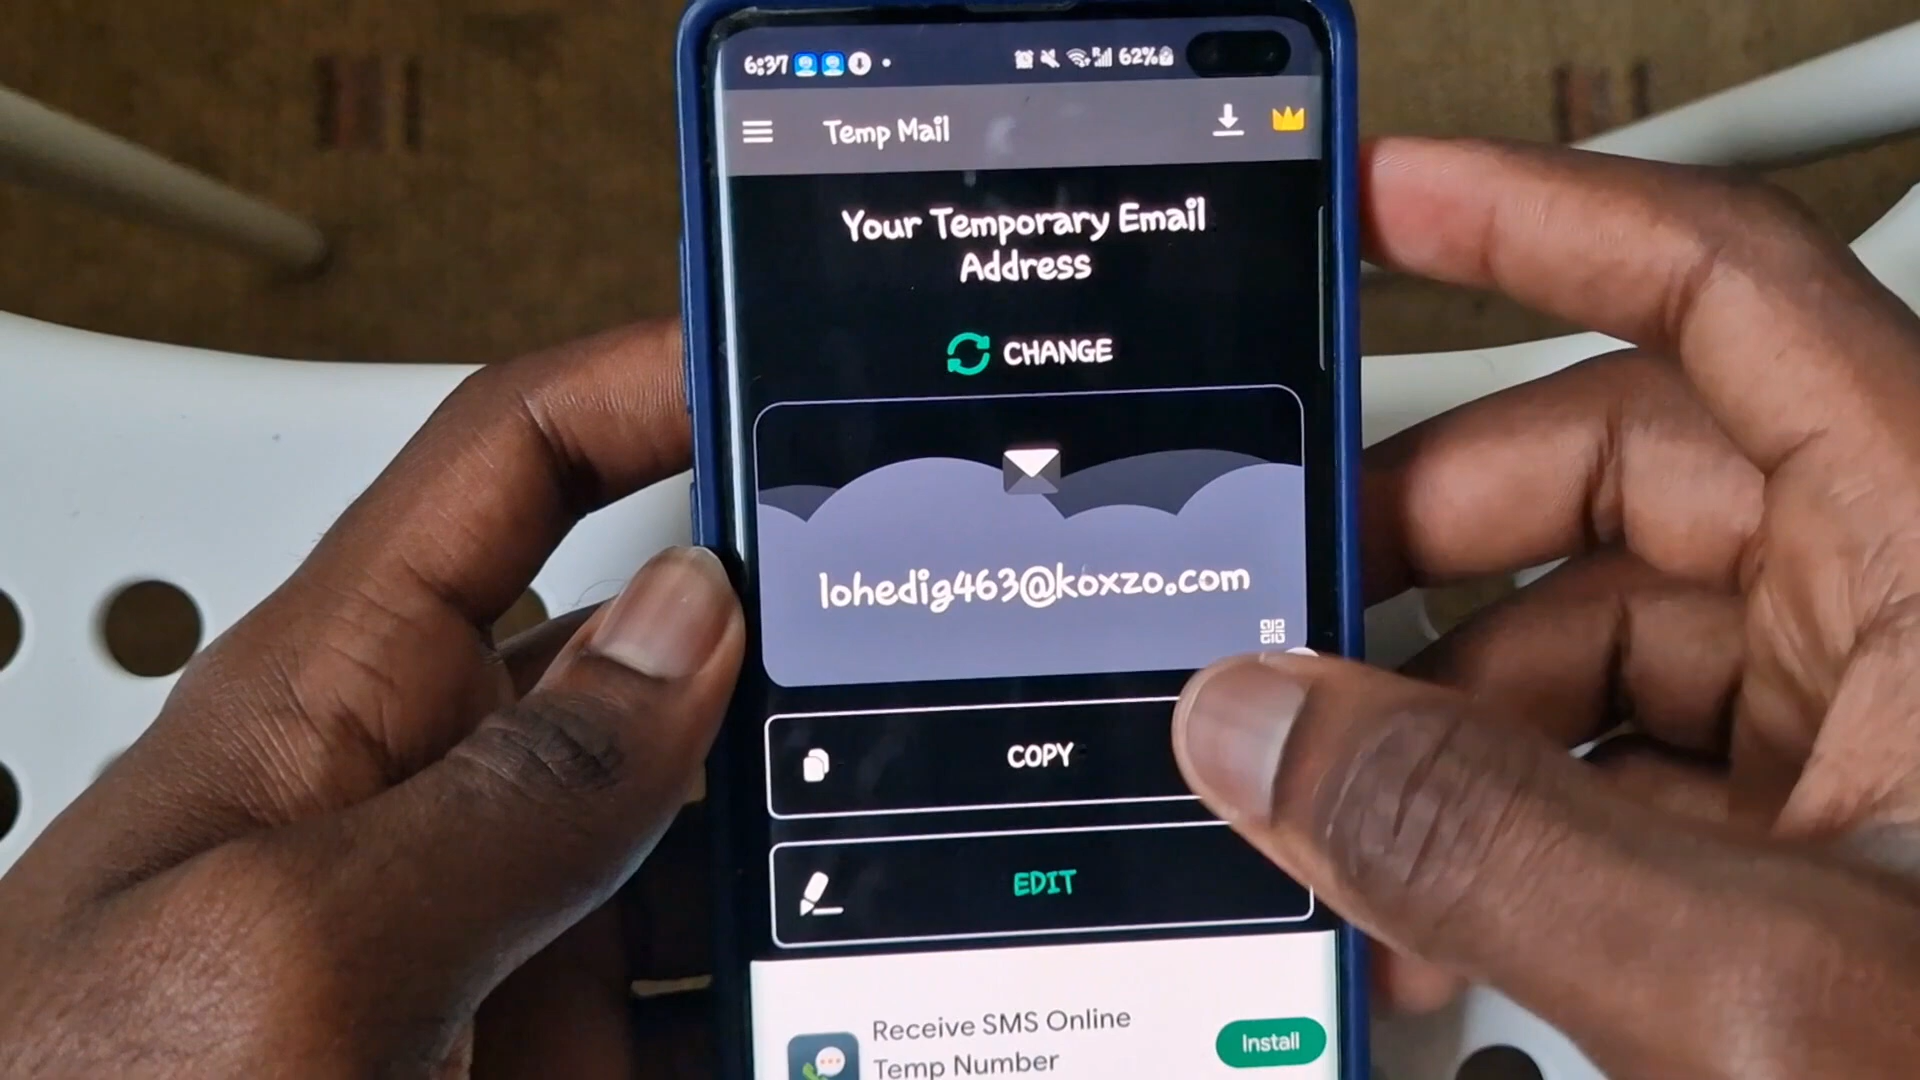 6:37 62%
Temp Mail
Your Temporary Email
Address
CHANGE
lohedig463@koxzo.com
COPY
EDIT
Receive SMS Online
Temp Number
Install